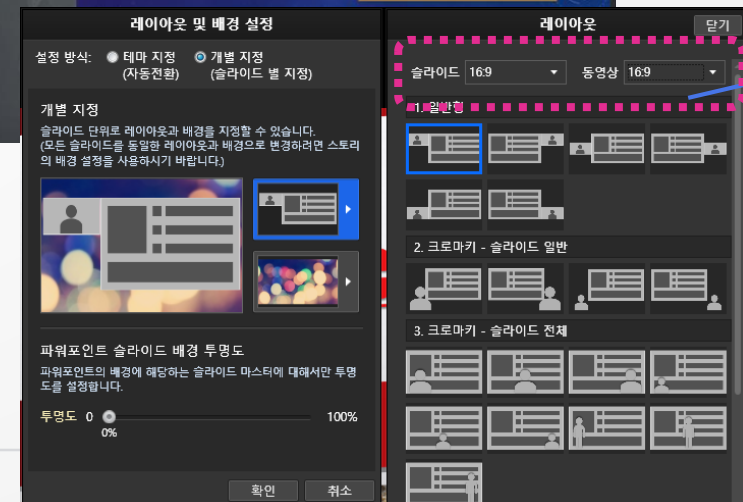 레이아웃 및 배경 설정
설정 방식: 테마 지정 개별 지정
(자동전환) (슬라이드 별 지정)
개별 지정
슬라이드 단위로 레이아웃과 배경을 지정할 수 있습니다.
(모든 슬라이드를 동일한 레이아웃과 배경으로 변경하려면 스토리
의 배경 설정을 사용하시기 바랍니다.)
파워포인트 슬라이드 배경 투명도
파워포인트의 배경에 해당하는 슬라이드 마스터에 대해서만 투명
도를 설정합니다.
투명도 0 100%
0%
확인 취소
레이아웃 닫기
슬라이드 16:9 동영상 16:9
1. 일반형
2. 크로마키 - 슬라이드 일반
3. 크로마키 - 슬라이드 전체